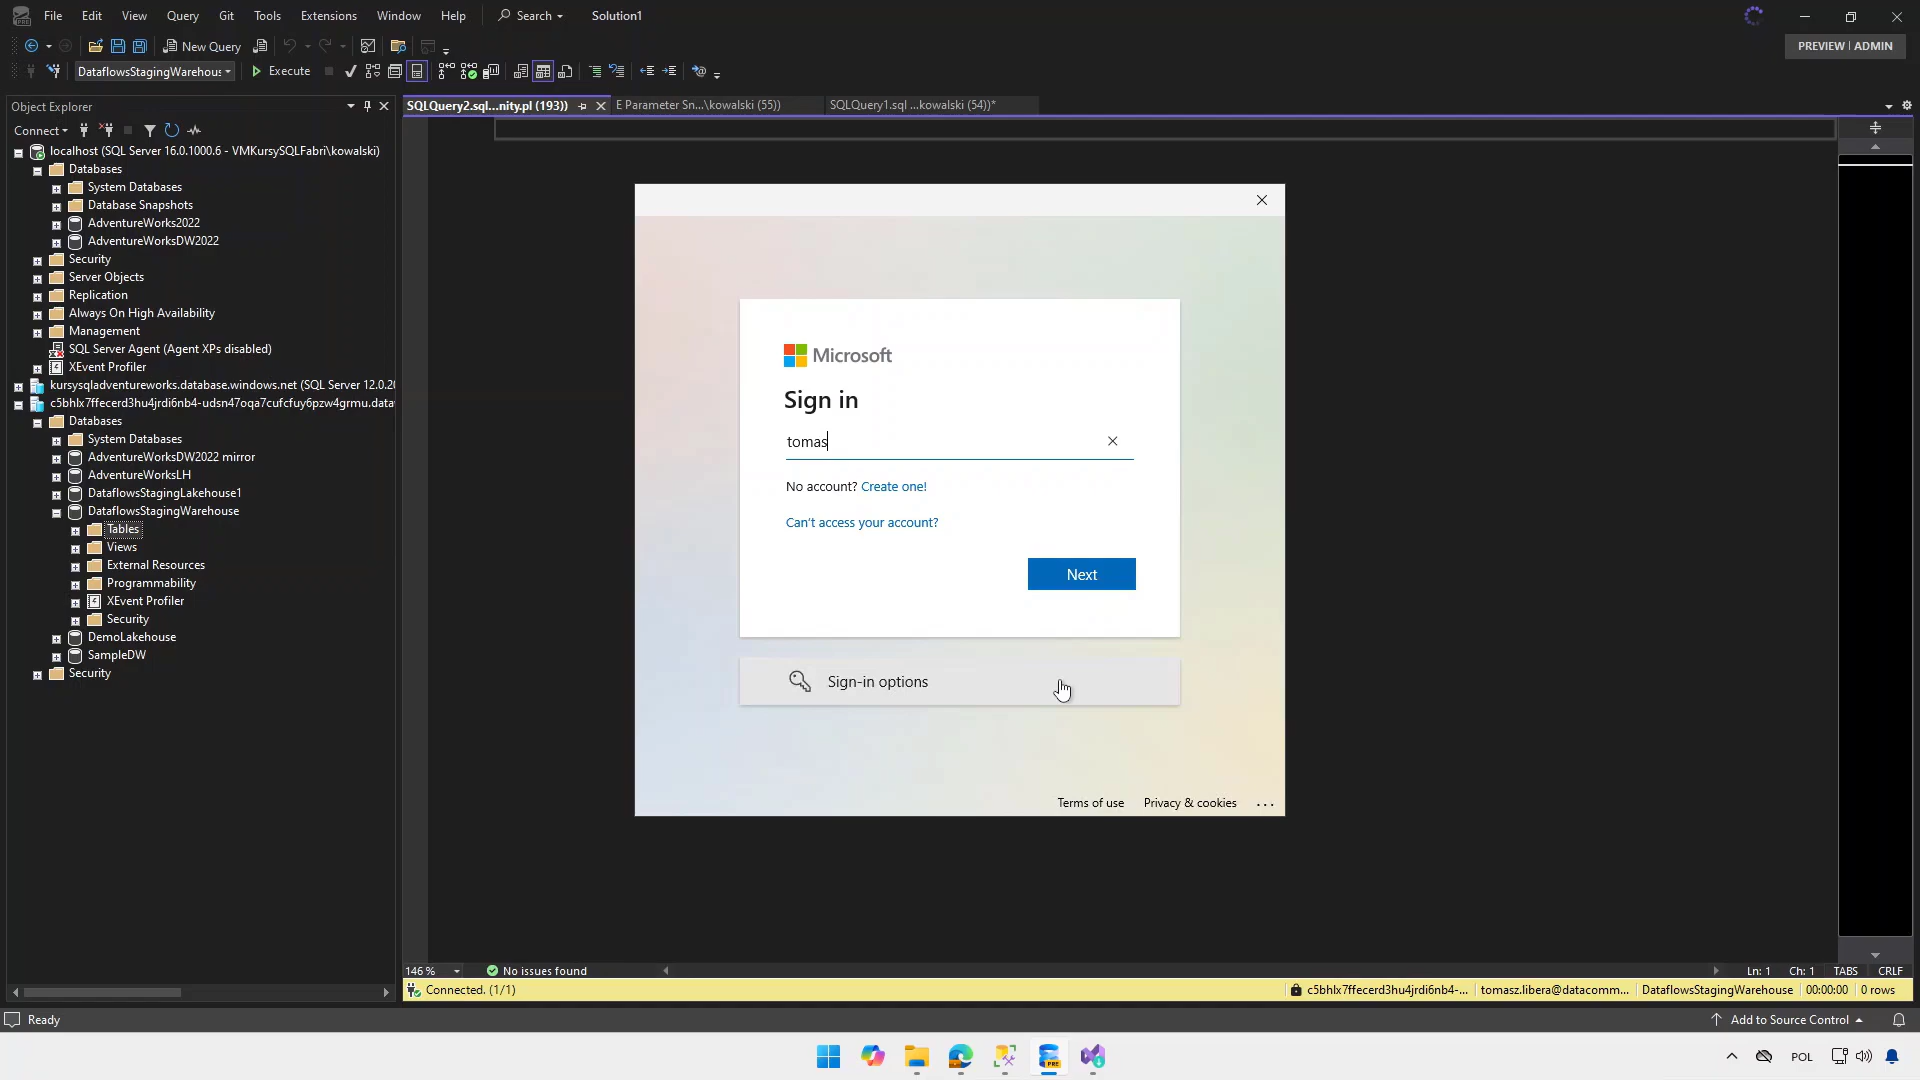 File Edit View Query Git Tools Extensions Window Help Search Solution1
New Query
PREVIEW | ADMIN
DataflowsStagingWarehous Execute
Object Explorer
SQLQuery2.sql...nity.pl (193)) E Parameter Sn...\kowalski (55)) SQLQuery1.sql ...kowalski (54))*
Connect
localhost (SQL Server 16.0.1000.6 - VMKursySQLFabri\kowalski)
Databases
System Databases
Database Snapshots
AdventureWorks2022
AdventureWorksDW2022
Security
Server Objects
Replication
Always On High Availability
Management
SQL Server Agent (Agent XPs disabled)
XEvent Profiler
kursysqladventureworks.database.windows.net (SQL Server 12.0.20
c5bhlx7ffecerd3hu4jrdi6nb4-udsn47oqa7cufcfuy6pzw4grmu.data
Databases
System Databases
AdventureWorksDW2022 mirror
AdventureWorksLH
DataflowsStagingLakehouse1
DataflowsStagingWarehouse
Tables
Views
External Resources
Programmability
XEvent Profiler
Security
DemoLakehouse
SampleDW
Security
Microsoft
Sign in
tomas
No account? Create one!
Can't access your account?
Next
Sign-in options
Terms of use Privacy & cookies ...
146 % No issues found Ln: 1 Ch: 1 TABS CRLF
Connected. (1/1) c5bhlx7ffecerd3hu4jrdi6nb4-... tomasz.libera@datacomm... DataflowsStagingWarehouse 00:00:00 0 rows
Ready Add to Source Control
PRE POL